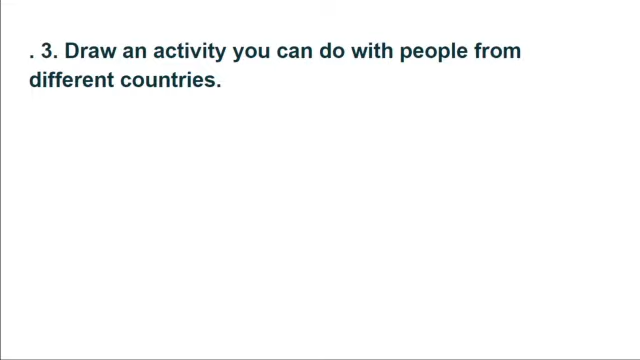 . 3. Draw an activity you can do with people from
different countries.